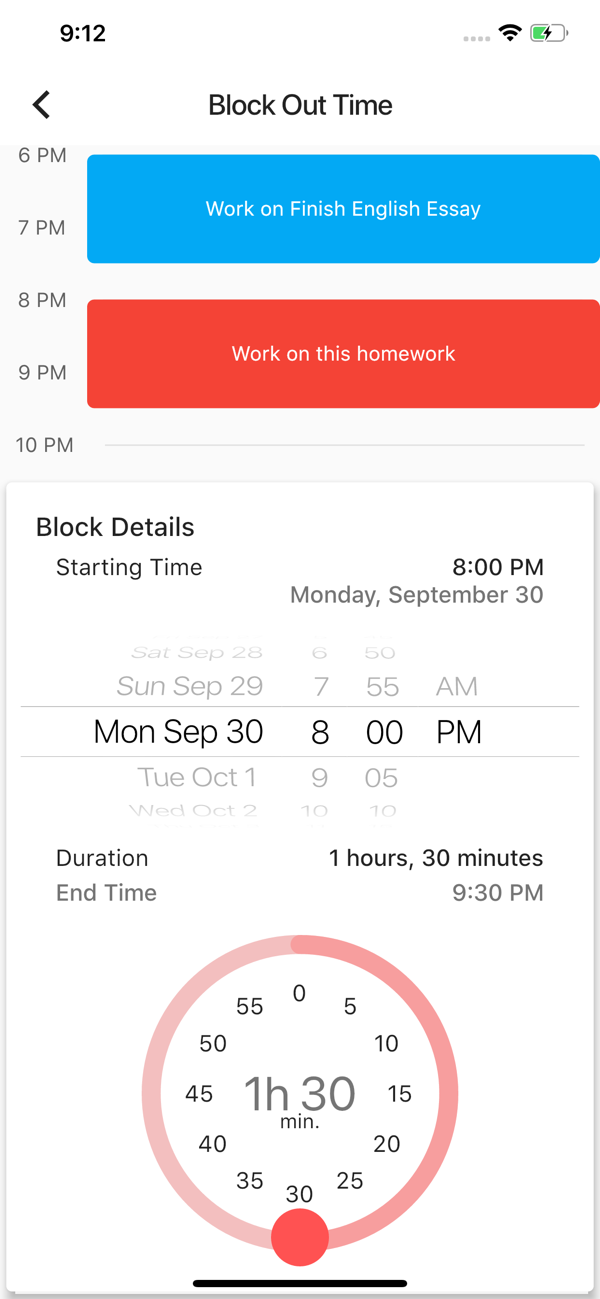 9:12
Block Out Time
6 PM
Work on Finish English Essay
7 PM
8 PM
Work on this homework
9 PM
10 PM
Block Details
Starting Time 8:00 PM
Monday, September 30
Sat Sep 28 6 50
Sun Sep 29 7 55 AM
Mon Sep 30 8 00 PM
Tue Oct 1 9 05
Wed Oct 2 10 10
Duration 1 hours, 30 minutes
End Time 9:30 PM
0
55 5
50 10
45 1h 30 15
min.
40 20
35 25
30